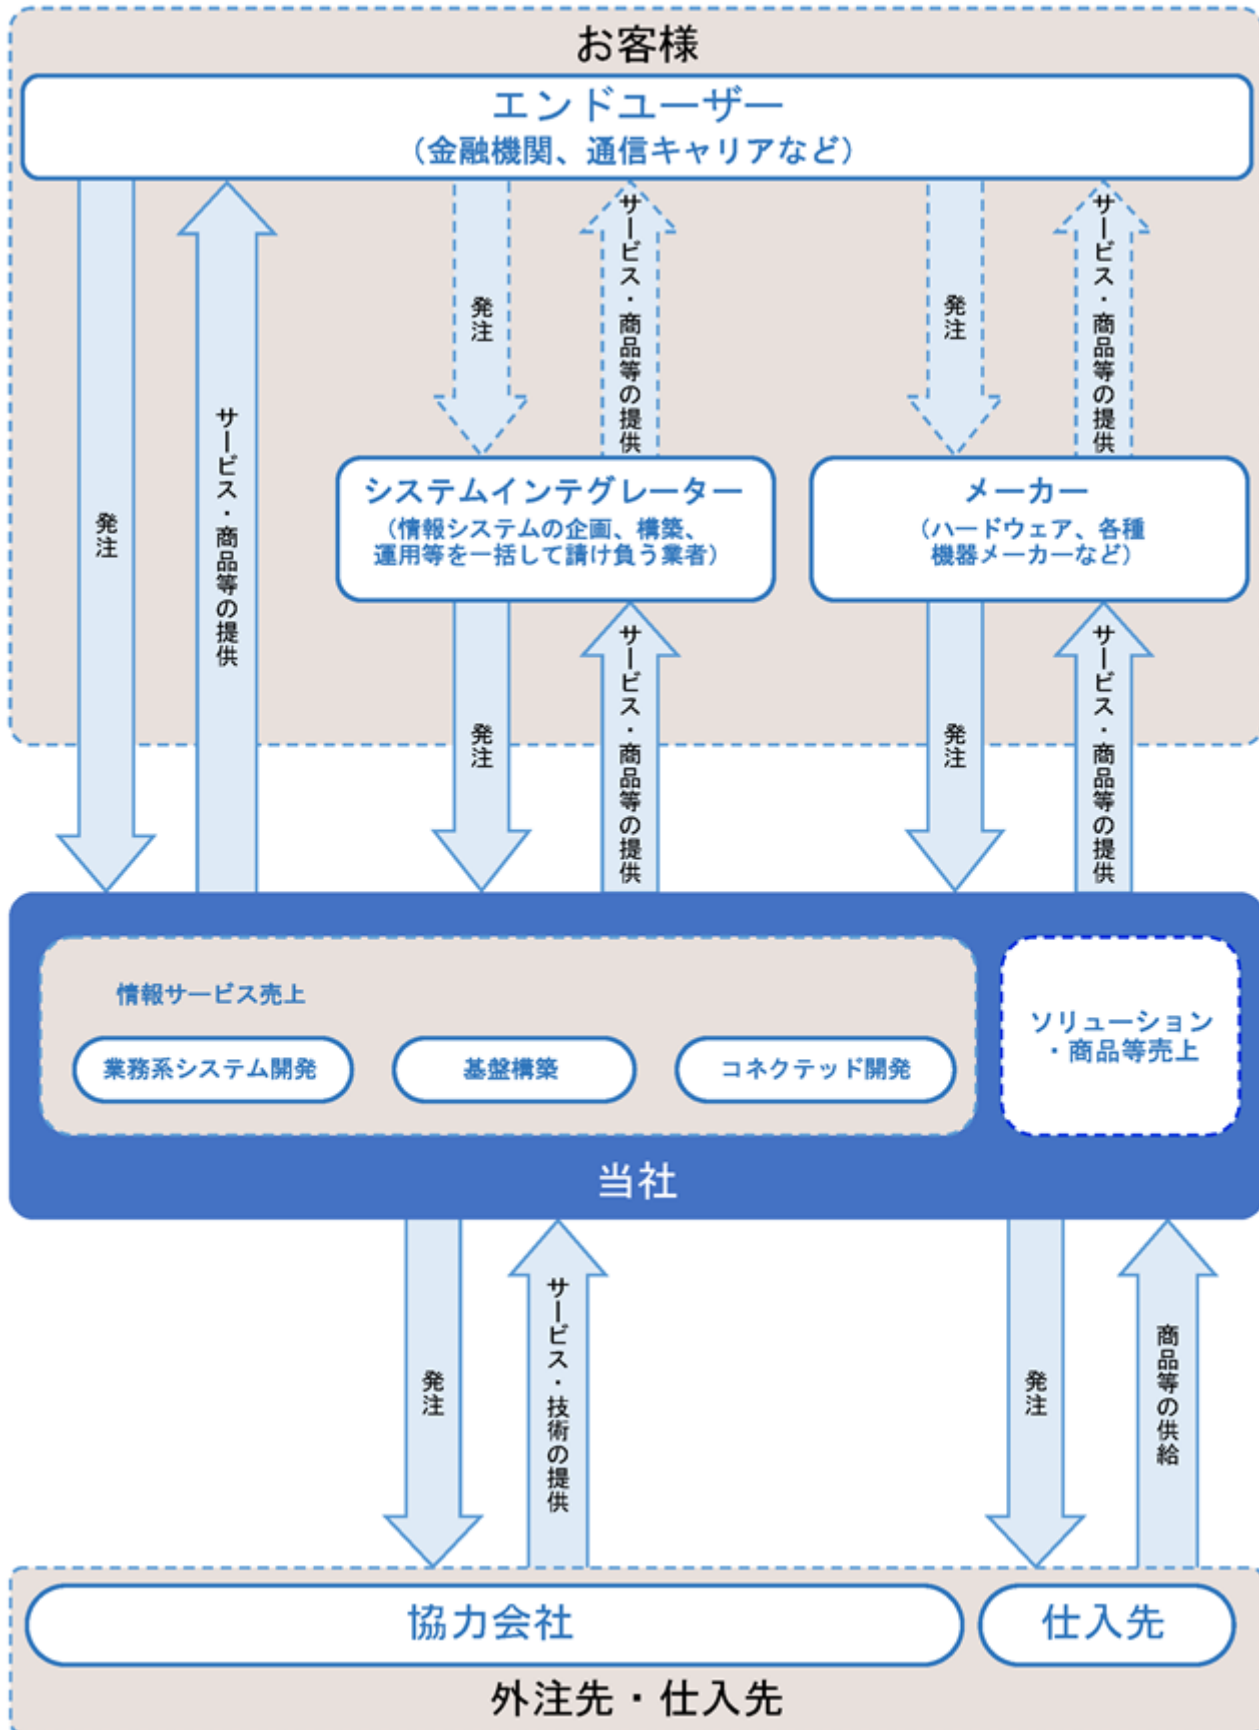 お客様
エンドユーザー
（金融機関、通信キャリアなど）
発注
サービス・商品等の提供
発注
サービス・商品等の提供
発注
サービス・商品等の提供
システムインテグレーター
（情報システムの企画、構築、
運用等を一括して請け負う業者）
メーカー
（ハードウェア、各種
機器メーカーなど）
発注
サービス・商品等の提供
発注
サービス・商品等の提供
情報サービス売上
業務系システム開発
基盤構築
コネクテッド開発
ソリューション
・商品等売上
当社
発注
サービス・技術の提供
発注
商品等の供給
協力会社
仕入先
外注先・仕入先